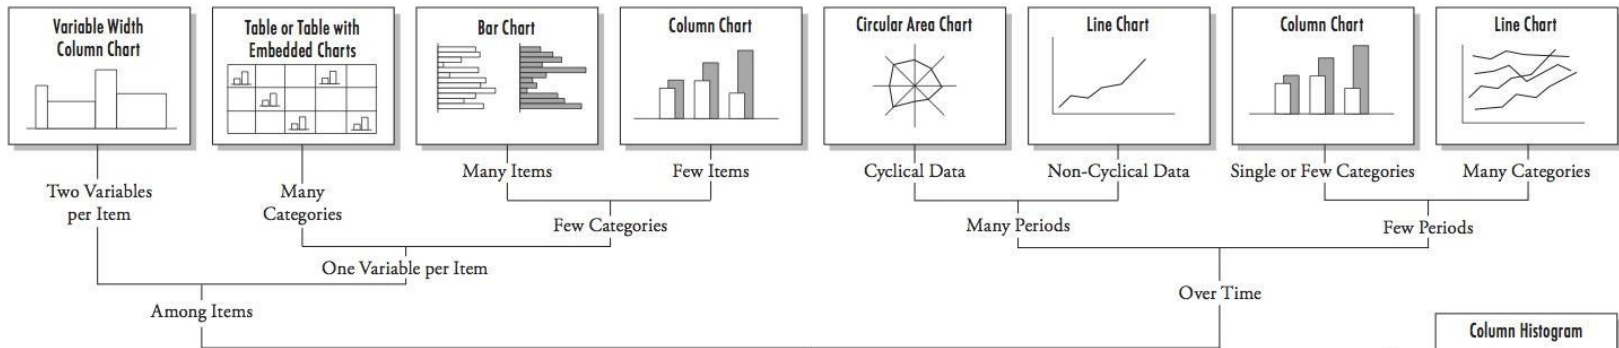 Variable Width
Column Chart
Table or Table with
Embedded Charts
Bar Chart
Column Chart
Circular Area Chart
Line Chart
Column Chart
Line Chart
Two Variables
per Item
Many
Categories
Many Items
Few Items
Cyclical Data
Non-Cyclical Data
Single or Few Categories
Many Categories
Few Categories
Many Periods
Few Periods
One Variable per Item
Among Items
Over Time
Column Histogram